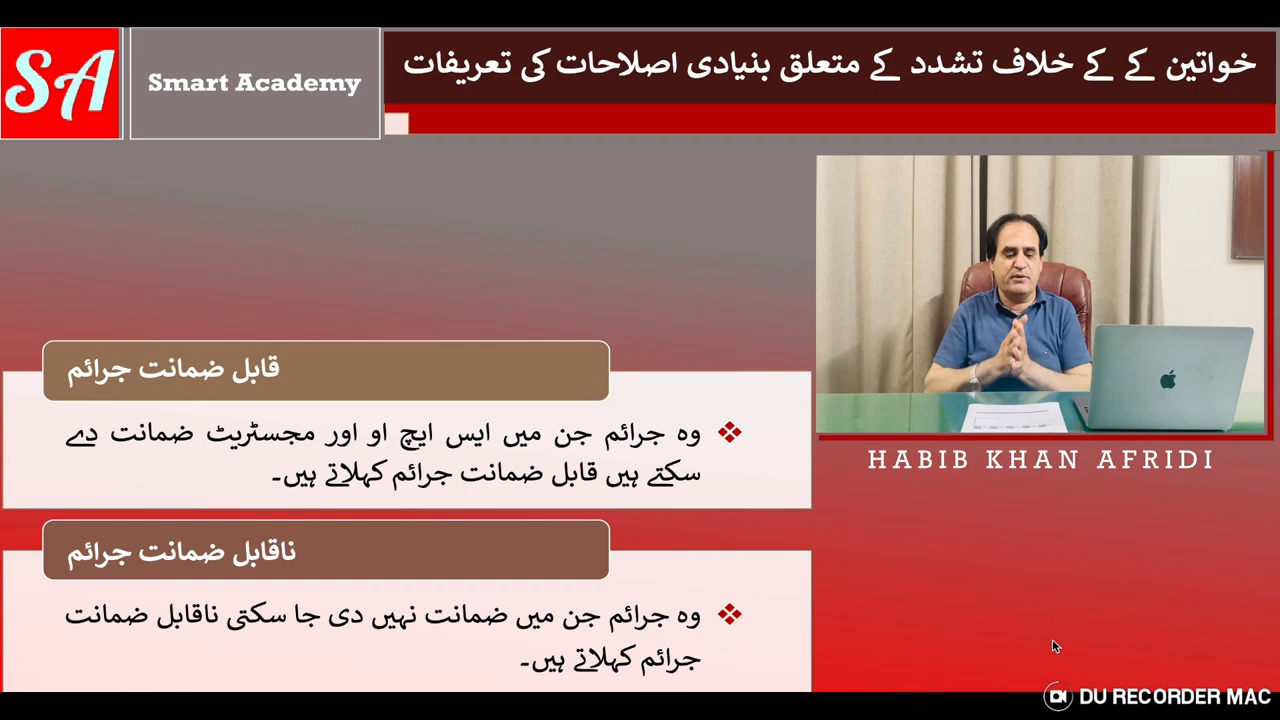 SA
Smart Academy
خواتین کے کے خلاف تشدد کے متعلق بنیادی اصلاحات کی تعریفات
قابل ضمانت جرائم
وہ جرائم جن میں ایس ایچ او اور مجسٹریٹ ضمانت دے
سکتے ہیں قابل ضمانت جرائم کہلاتے ہیں۔
ناقابل ضمانت جرائم
وہ جرائم جن میں ضمانت نہیں دی جا سکتی ناقابل ضمانت
جرائم کہلاتے ہیں۔
HABIB KHAN AFRIDI
DU RECORDER MAC